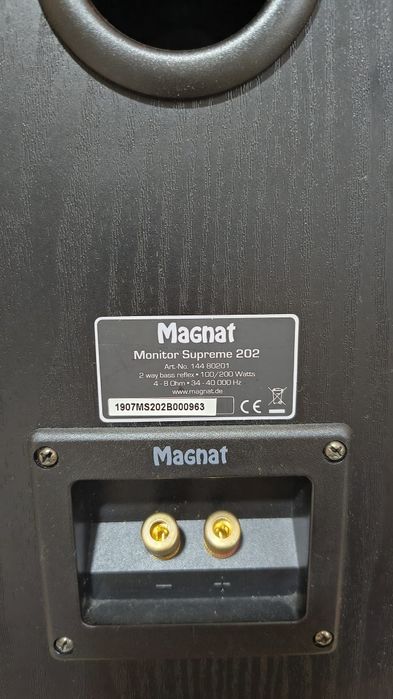 Magnat
Monitor Supreme 202
Art-No. 144 80201
2 way bass reflex • 100/200 Watts
4 - 8 Ohm • 34 - 40 000 Hz
www.magnat.de
1907MS202B000963 CE
Magnat
– +